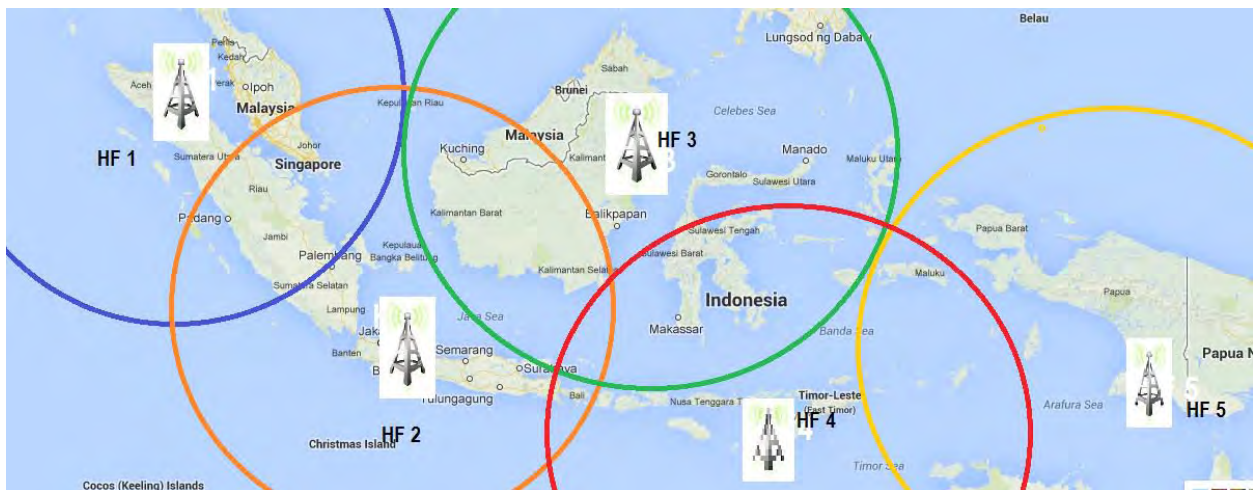 Belau
Lungsod ng Dabaw
Perlis
Kedah
Aceh
Perak
Ipoh
Malaysia
Kepulauan Riau
Sabah
Brunei
Celebes Sea
HF 1
HF 3
Malaysia
Kuching
Kalimantan
Sumatera Utara
Johor
Singapore
Manado
Maluku Utara
Gorontalo
Sulawesi Utara
Riau
Padang
Kalimantan Barat
Balikpapan
Jambi
Sulawesi Tengah
Papua Barat
Palembang
Kepulauan
Bangka Belitung
Sulawesi Barat
Kalimantan Selatan
Maluku
Sumatera Selatan
Papua
Indonesia
Lampung
Java Sea
Makassar
Banda Sea
Banten
Semarang
Surabaya
Papua N
Bali
Tulungagung
Nusa Tenggara T
Timor-Leste
(East Timor)
Arafura Sea
HF 4
HF 5
HF 2
Christmas Island
Timor Sea
Cocos (Keeling) Islands